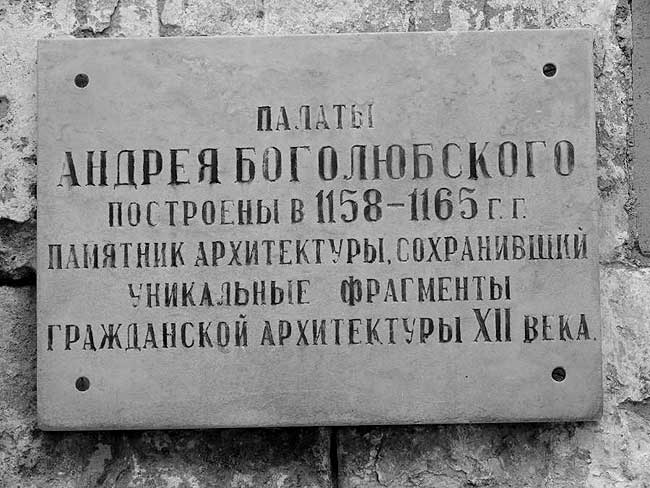 ПАЛАТЫ
АНДРЕЯ БОГОЛЮБСКОГО
ПОСТРОЕНЫ В 1158-1165 Г. Г.
ПАМЯТНИК АРХИТЕКТУРЫ, СОХРАНИВШИЙ
УНИКАЛЬНЫЕ ФРАГМЕНТЫ
ГРАЖДАНСКОЙ АРХИТЕКТУРЫ XII ВЕКА.